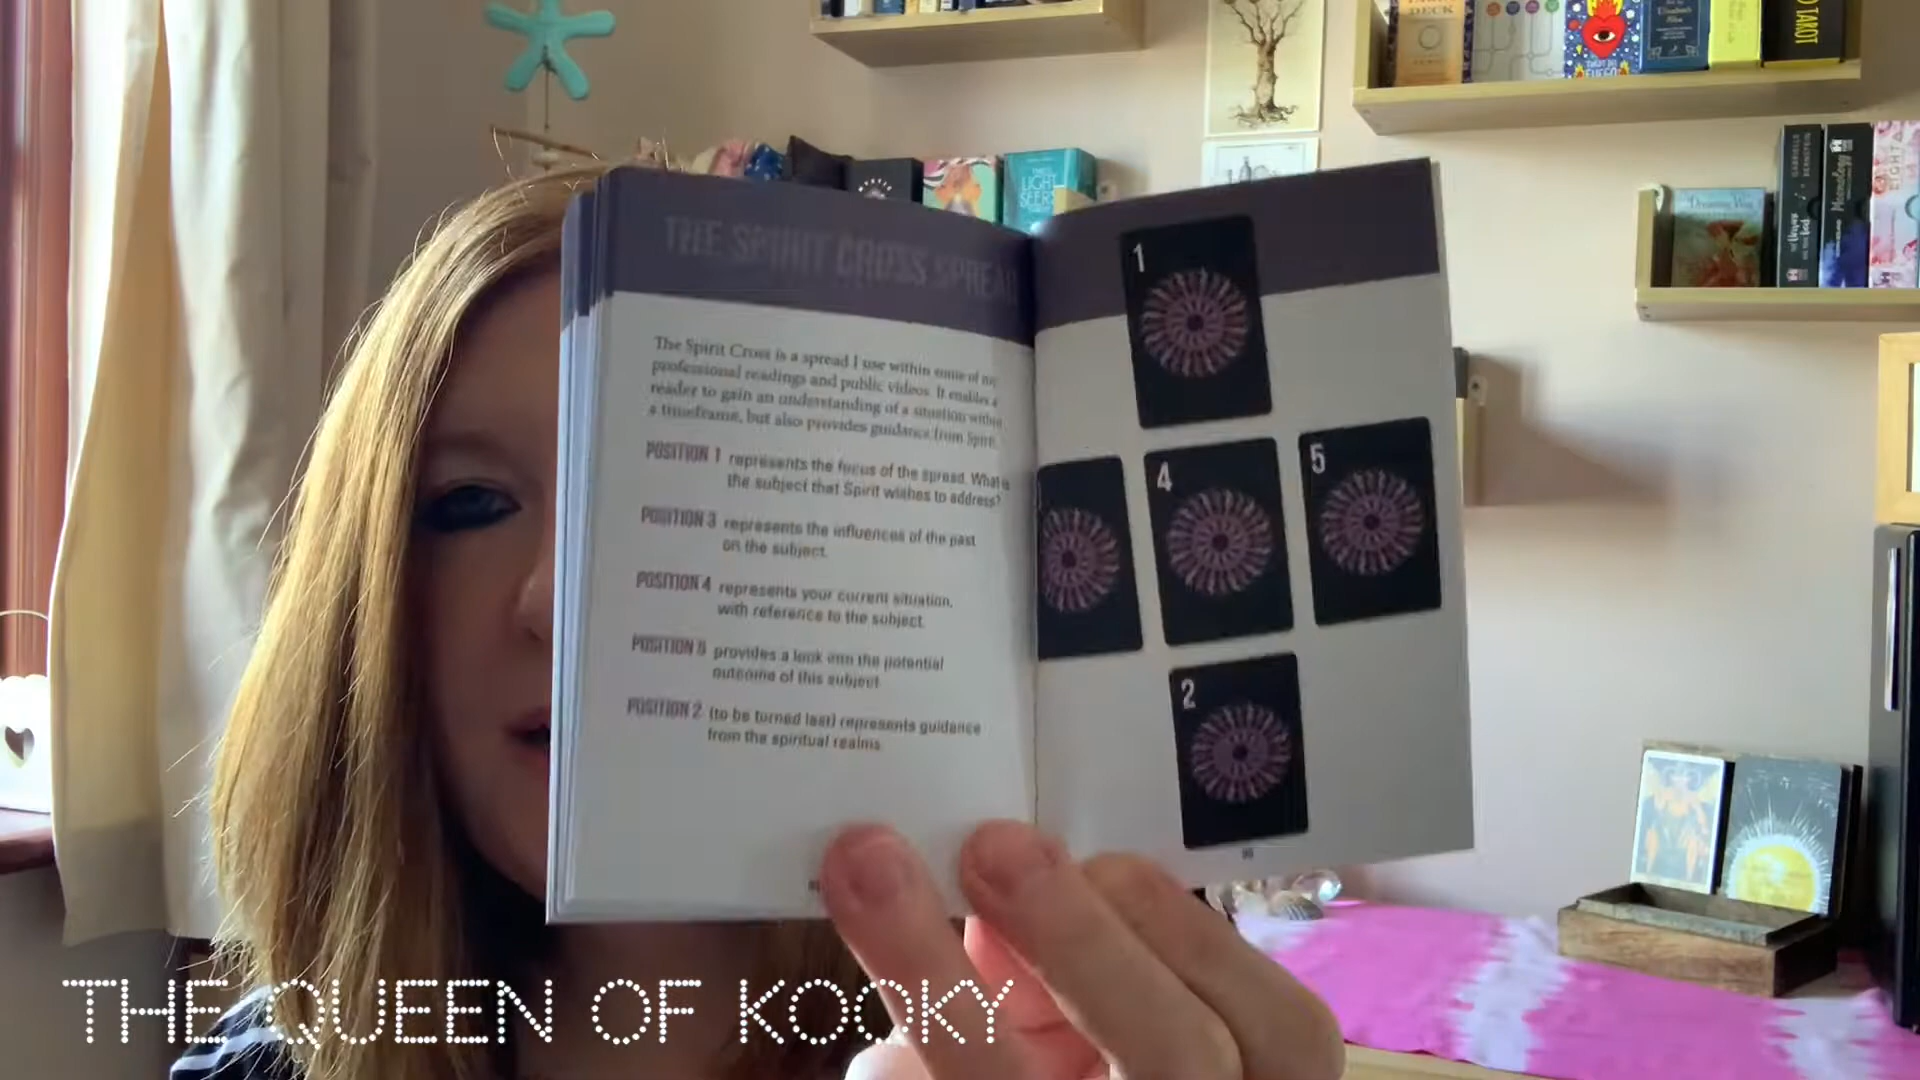 DECK
THE
LIGHT
SEER'S
TAROT
Moonology
THE SPIRIT CROSS SPREAD
The Spirit Cross is a spread I use within some of my
professional readings and public videos. It enables a
reader to gain an understanding of a situation within
a timeframe, but also provides guidance from Spirit.
POSITION 1 represents the focus of the spread. What is
the subject that Spirit wishes to address?
POSITION 3 represents the influences of the past
on the subject.
POSITION 4 represents your current situation,
with reference to the subject.
POSITION 5 provides a look into the potential
outcome of this subject
POSITION 2 (to be turned last) represents guidance
from the spiritual realms
1
4
5
2
THE QUEEN OF KOOKY